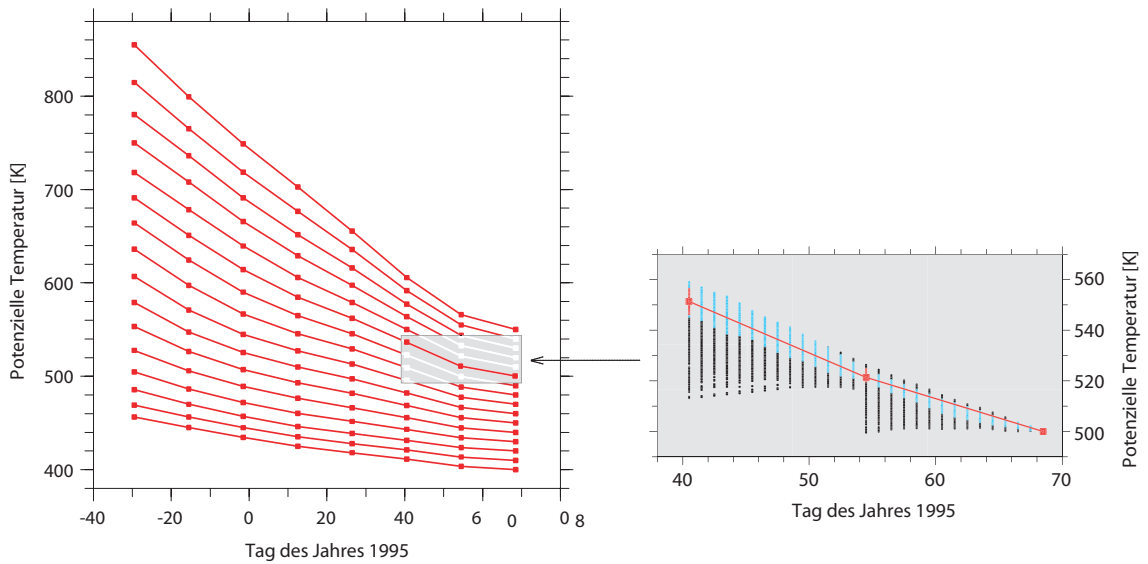 Potenzielle Temperatur [K]
800
700
600
500
400
-40 -20 0 20 40 6 0 8 0
Tag des Jahres 1995
560
540
520
500
Potenzielle Temperatur [K]
40 50 60 70
Tag des Jahres 1995